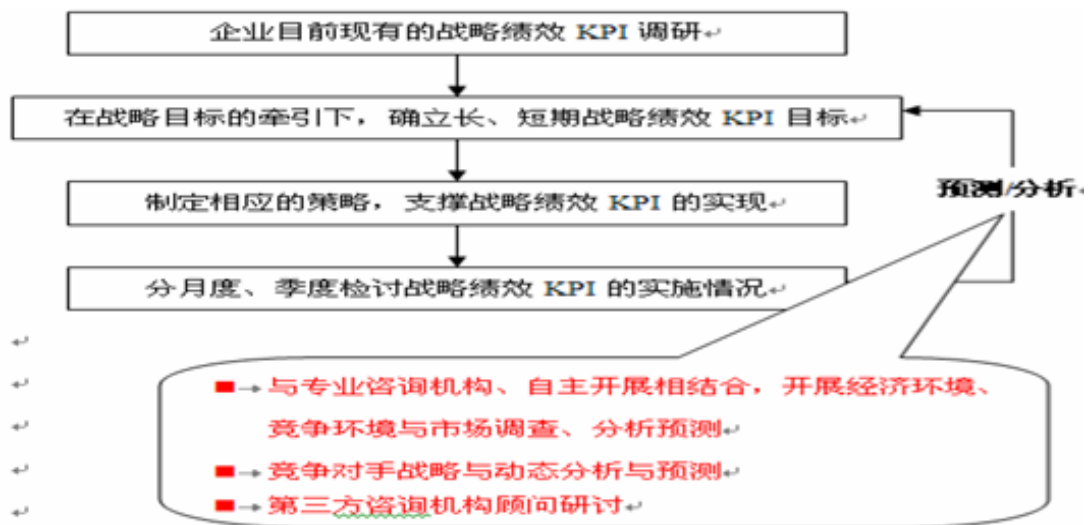 企业目前现有的战略绩效 KPI 调研
在战略目标的牵引下，确立长、短期战略绩效 KPI 目标
预测/分析
制定相应的策略，支撑战略绩效 KPI 的实现
分月度、季度检讨战略绩效 KPI 的实施情况
与专业咨询机构、自主开展相结合，开展经济环境、
竞争环境与市场调查、分析预测
竞争对手战略与动态分析与预测
第三方咨询机构顾问研讨